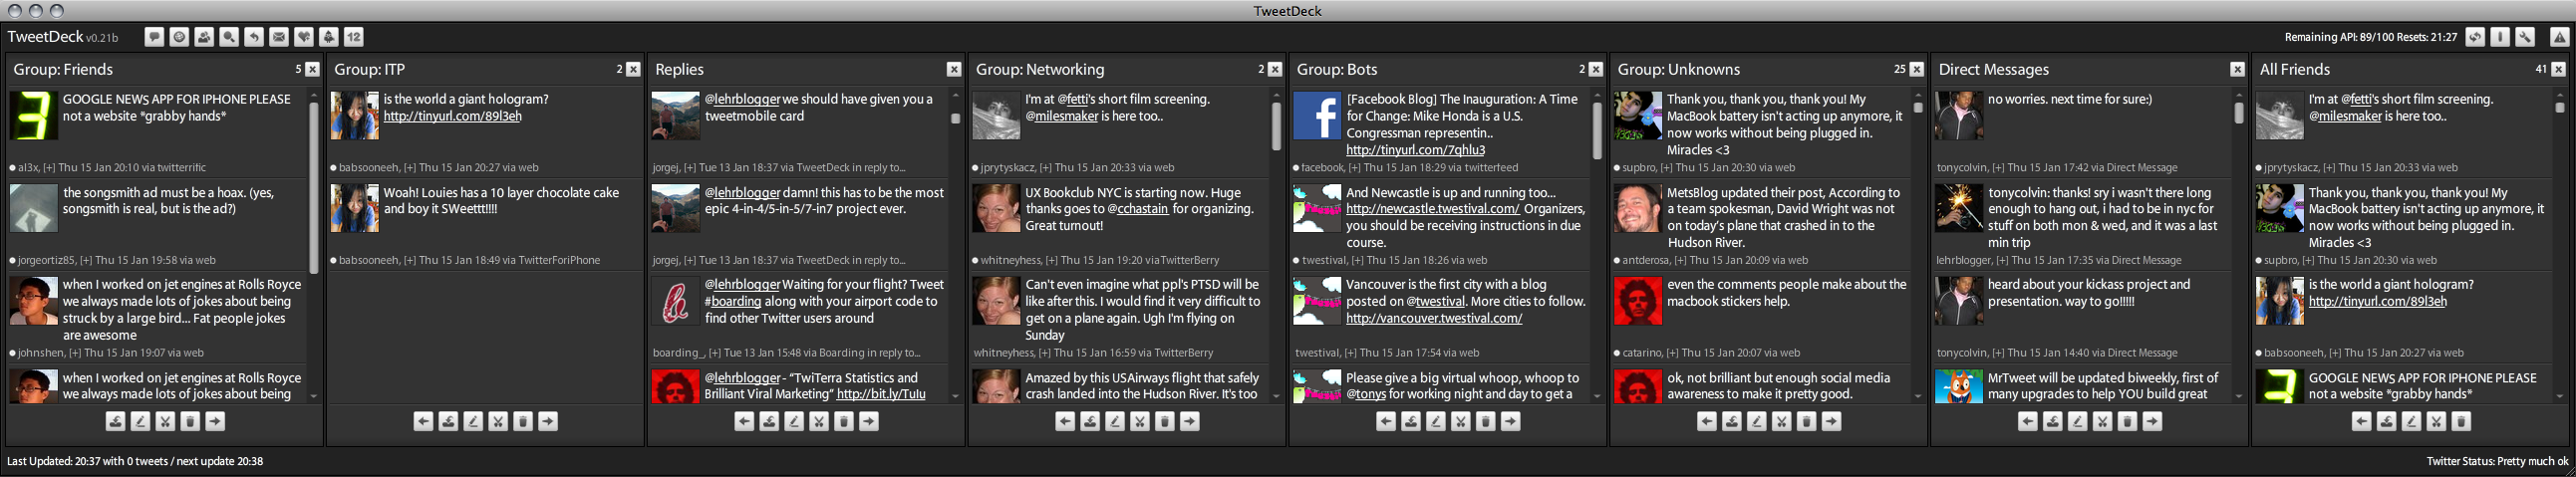 TweetDeck
TweetDeck v0.21b
12
Remaining API: 89/100 Resets: 21:27
Group: Friends 5
GOOGLE NEWS APP FOR IPHONE PLEASE
not a website *grabby hands*
al3x, [+] Thu 15 Jan 20:10 via twitterrific
the songsmith ad must be a hoax. (yes,
songsmith is real, but is the ad?)
jorgeortiz85, [+] Thu 15 Jan 19:58 via web
when I worked on jet engines at Rolls Royce
we always made lots of jokes about being
struck by a large bird... Fat people jokes
are awesome
johnshen, [+] Thu 15 Jan 19:07 via web
when I worked on jet engines at Rolls Royce
we always made lots of jokes about being
Group: ITP 2
is the world a giant hologram?
http://tinyurl.com/89l3eh
babsooneeh, [+] Thu 15 Jan 20:27 via web
Woah! Louies has a 10 layer chocolate cake
and boy it SWeettt!!!!
babsooneeh, [+] Thu 15 Jan 18:49 via TwitterForiPhone
Replies
@lehrblogger we should have given you a
tweetmobile card
jorgej, [+] Tue 13 Jan 18:37 via TweetDeck in reply to...
@lehrblogger damn! this has to be the most
epic 4-in-4/5-in-5/7-in7 project ever.
jorgej, [+] Tue 13 Jan 18:37 via TweetDeck in reply to...
@lehrblogger Waiting for your flight? Tweet
#boarding along with your airport code to
find other Twitter users around
boarding_, [+] Tue 13 Jan 15:48 via Boarding in reply to...
@lehrblogger - “TwiTerra Statistics and
Brilliant Viral Marketing” http://bit.ly/Tulu
Group: Networking 2
I'm at @fetti's short film screening.
@milesmaker is here too..
jprytyskacz, [+] Thu 15 Jan 20:33 via web
UX Bookclub NYC is starting now. Huge
thanks goes to @cchastain for organizing.
Great turnout!
whitneyhess, [+] Thu 15 Jan 19:20 via TwitterBerry
Can't even imagine what ppl's PTSD will
be like after this. I would find it very difficult to
get on a plane again. Ugh I'm flying on
Sunday
whitneyhess, [+] Thu 15 Jan 16:59 via TwitterBerry
Amazed by this USAirways flight that safely
crash landed into the Hudson River. It's too
Group: Bots 2
[Facebook Blog] The Inauguration: A Time
for Change: Mike Honda is a U.S.
Congressman representin..
http://tinyurl.com/7qhlu3
facebook, [+] Thu 15 Jan 18:29 via twitterfeed
And Newcastle is up and running too...
http://newcastle.twestival.com/ Organizers,
you should be receiving instructions in due
course.
twestival, [+] Thu 15 Jan 18:26 via web
Vancouver is the first city with a blog
posted on @twestival. More cities to follow.
http://vancouver.twestival.com/
twestival, [+] Thu 15 Jan 17:54 via web
Please give a big virtual whoop, whoop to
@tonys for working night and day to get a
Group: Unknowns 25
Thank you, thank you, thank you! My
MacBook battery isn't acting up anymore, it
now works without being plugged in.
Miracles <3
supbro, [+] Thu 15 Jan 20:30 via web
MetsBlog updated their post, According to
a team spokesman, David Wright was not
on today’s plane that crashed in to the
Hudson River.
antderosa, [+] Thu 15 Jan 20:09 via web
even the comments people make about the
macbook stickers help.
catarino, [+] Thu 15 Jan 20:07 via web
ok, not brilliant but enough social media
awareness to make it pretty good.
Direct Messages
no worries. next time for sure:)
tonycolvin, [+] Thu 15 Jan 17:42 via Direct Message
tonycolvin: thanks! sry i wasn't there long
enough to hang out, i had to be in nyc for
stuff on both mon & wed, and it was a last
min trip
lehrblogger, [+] Thu 15 Jan 17:35 via Direct Message
heard about your kickass project and
presentation. way to go!!!!!
tonycolvin, [+] Thu 15 Jan 14:40 via Direct Message
MrTweet will be updated biweekly, first of
many upgrades to help YOU build great
All Friends 41
I'm at @fetti's short film screening.
@milesmaker is here too..
jprytyskacz, [+] Thu 15 Jan 20:33 via web
Thank you, thank you, thank you! My
MacBook battery isn't acting up anymore, it
now works without being plugged in.
Miracles <3
supbro, [+] Thu 15 Jan 20:30 via web
is the world a giant hologram?
http://tinyurl.com/89l3eh
babsooneeh, [+] Thu 15 Jan 20:27 via web
GOOGLE NEWS APP FOR IPHONE PLEASE
not a website *grabby hands*
Last Updated: 20:37 with 0 tweets / next update 20:38
Twitter Status: Pretty much ok